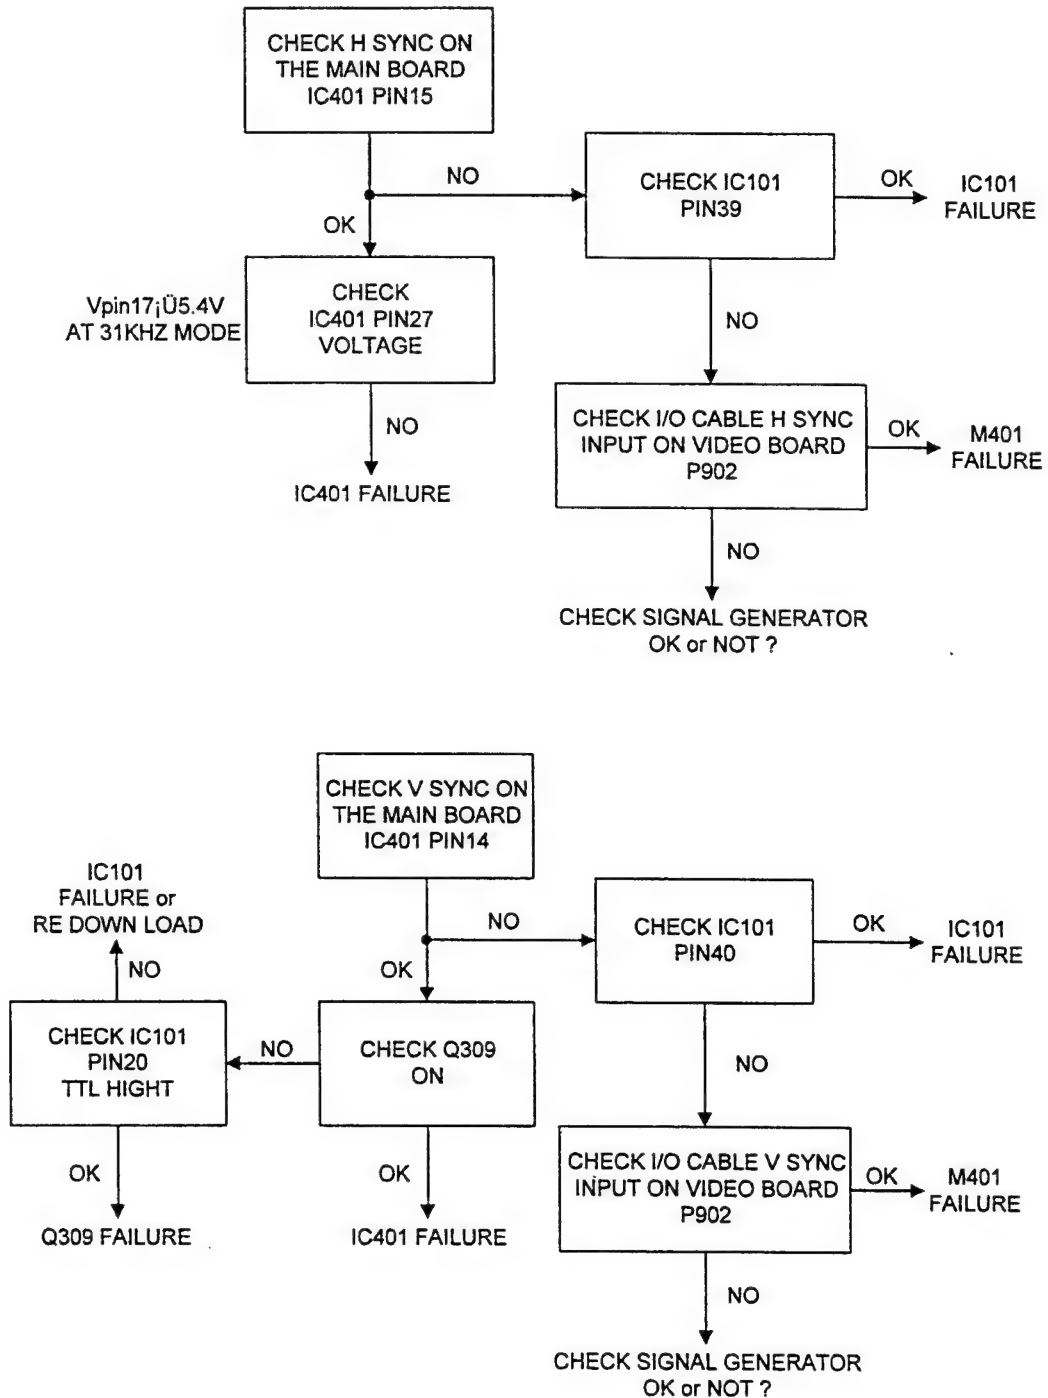 CHECK H SYNC ON
THE MAIN BOARD
IC401 PIN15
NO
OK
CHECK IC101
PIN39
OK
IC101
FAILURE
Vpin17¡Ü5.4V
AT 31KHZ MODE
CHECK
IC401 PIN27
VOLTAGE
NO
IC401 FAILURE
NO
CHECK I/O CABLE H SYNC
INPUT ON VIDEO BOARD
P902
OK
M401
FAILURE
NO
CHECK SIGNAL GENERATOR
OK or NOT ?
CHECK V SYNC ON
THE MAIN BOARD
IC401 PIN14
NO
OK
CHECK IC101
PIN40
OK
IC101
FAILURE
IC101
FAILURE or
RE DOWN LOAD
NO
CHECK IC101
PIN20
TTL HIGHT
NO
CHECK Q309
ON
OK
Q309 FAILURE
OK
IC401 FAILURE
NO
CHECK I/O CABLE V SYNC
INPUT ON VIDEO BOARD
P902
OK
M401
FAILURE
NO
CHECK SIGNAL GENERATOR
OK or NOT ?